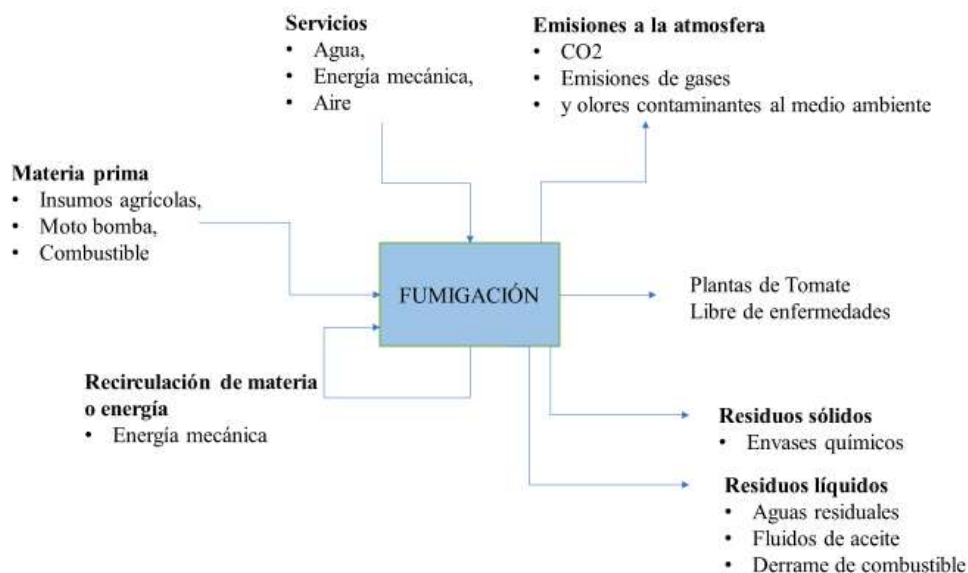 Servicios
• Agua,
• Energía mecánica,
• Aire
Emisiones a la atmosfera
• CO2
• Emisiones de gases
• y olores contaminantes al medio ambiente
Materia prima
• Insumos agrícolas,
• Moto bomba,
• Combustible
FUMIGACIÓN
Plantas de Tomate
Libre de enfermedades
Recirculación de materia
o energía
• Energía mecánica
Residuos sólidos
• Envases químicos
Residuos líquidos
• Aguas residuales
• Fluidos de aceite
• Derrame de combustible